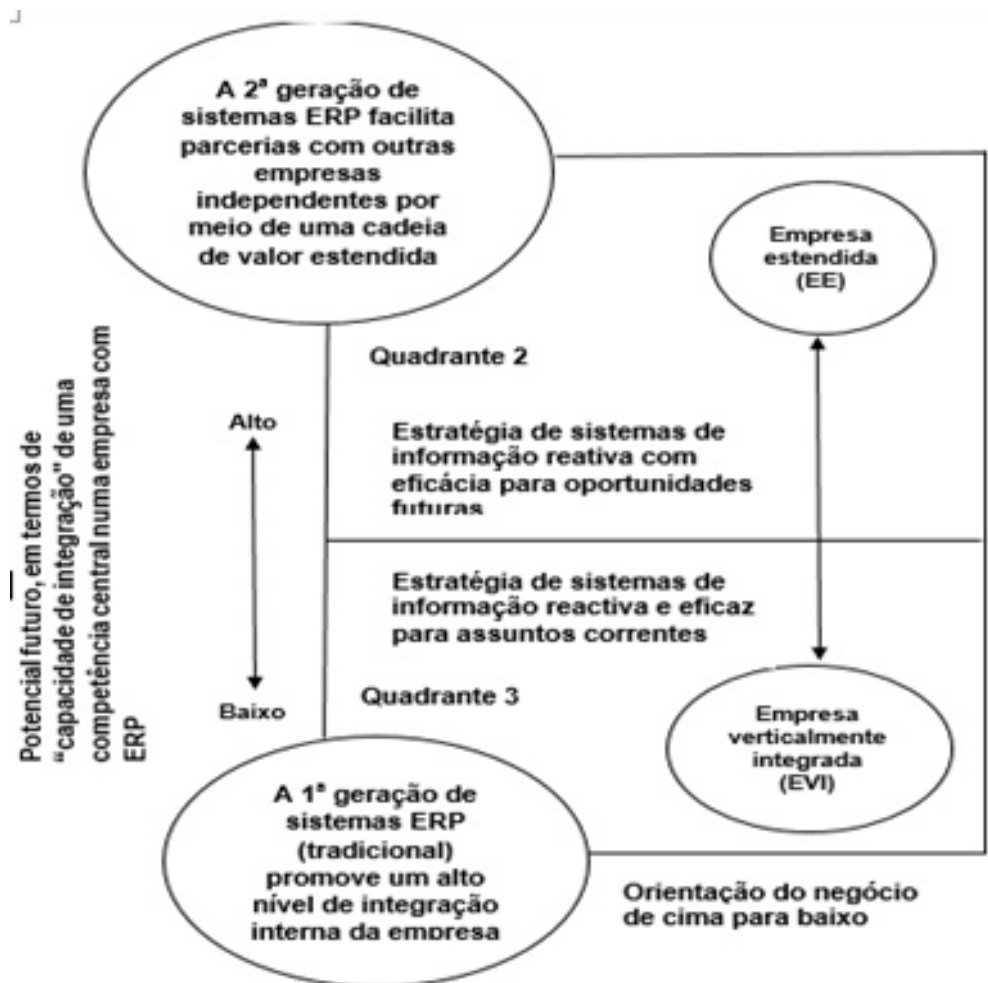 A 2ª geração de
sistemas ERP facilita
parcerias com outras
empresas
independentes por
meio de uma cadeia
de valor estendida
Empresa
estendida
(EE)
Potencial futuro, em termos de
“capacidade de integração" de uma
competência central numa empresa com
ERP
Quadrante 2
Alto
Estratégia de sistemas de
informação reativa com
eficácia para oportunidades
futuras
Estratégia de sistemas de
informação reactiva e eficaz
para assuntos correntes
Baixo
Quadrante 3
Empresa
verticalmente
integrada
(EVI)
A 1ª geração de
sistemas ERP
(tradicional)
promove um alto
nível de integração
interna da empresa
Orientação do negócio
de cima para baixo